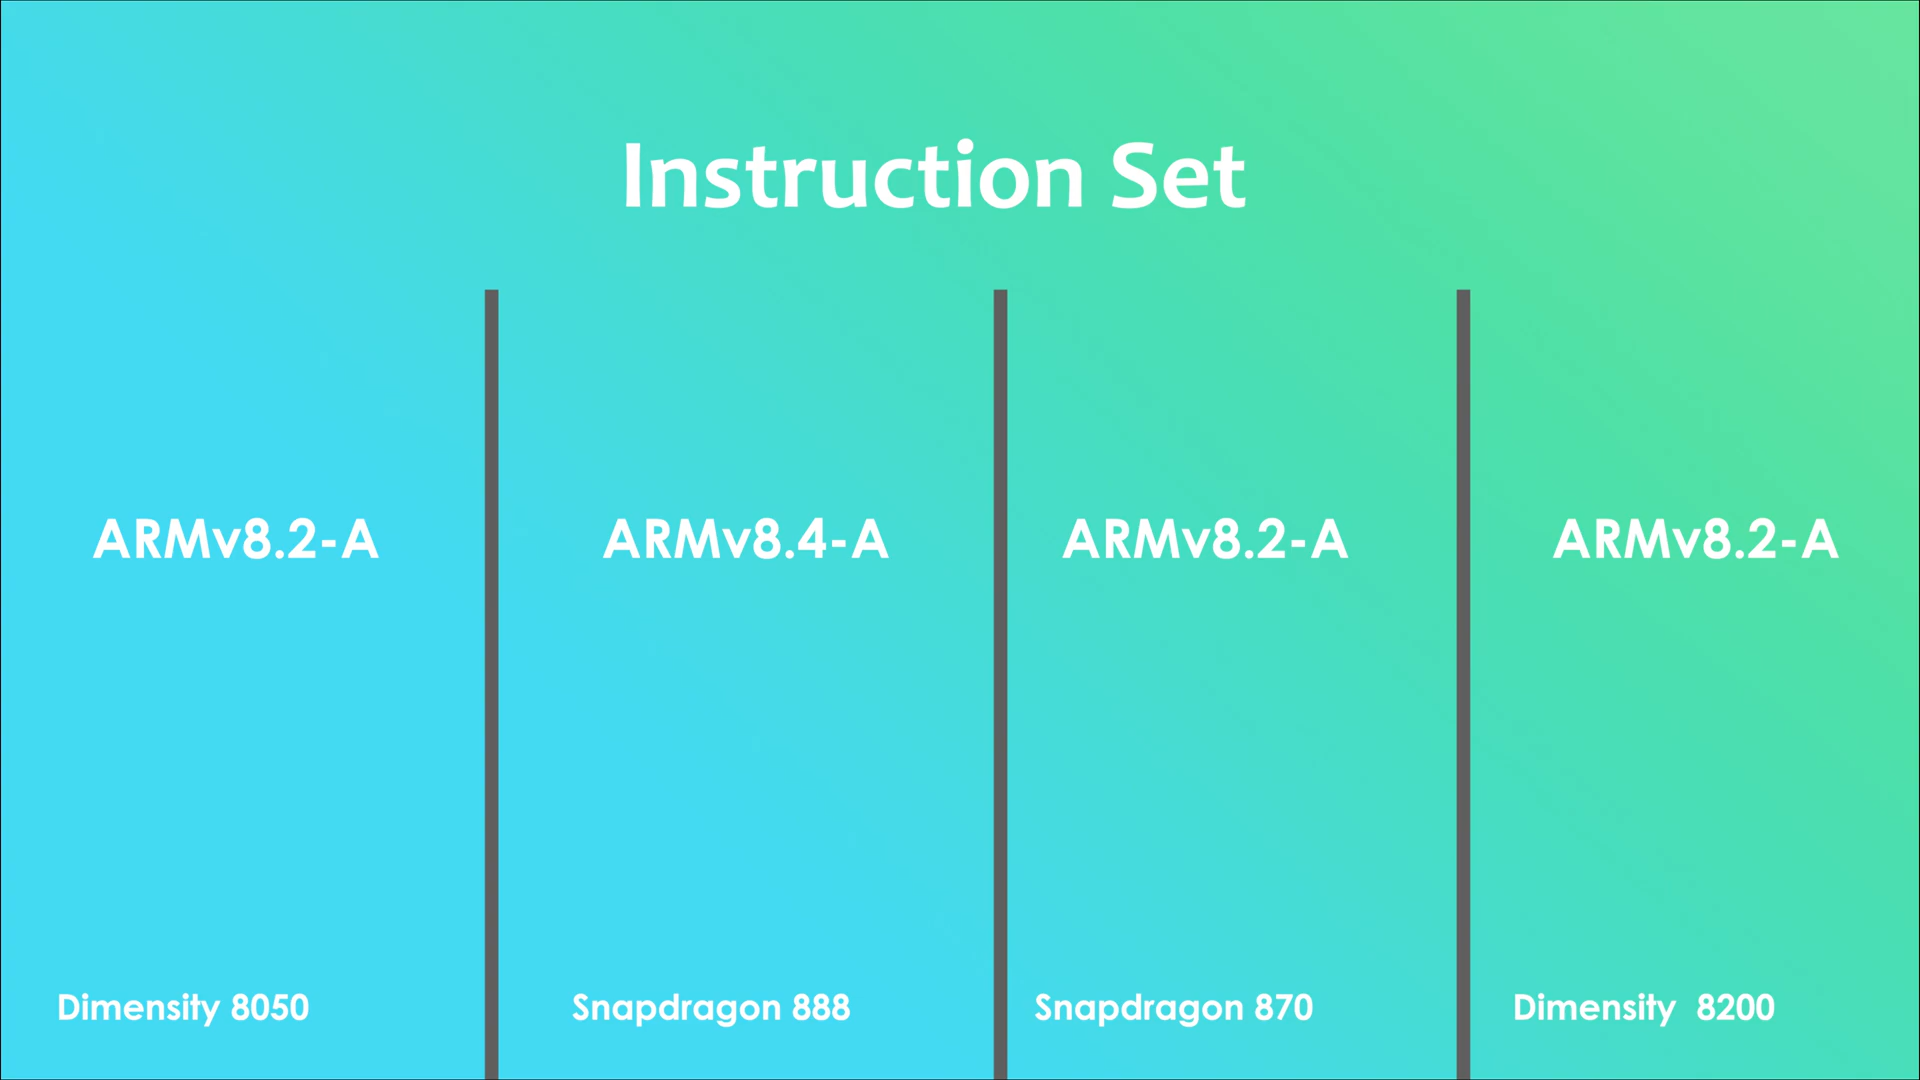 Instruction Set
ARMv8.2-A
ARMv8.4-A
ARMv8.2-A
ARMv8.2-A
Dimensity 8050
Snapdragon 888
Snapdragon 870
Dimensity 8200